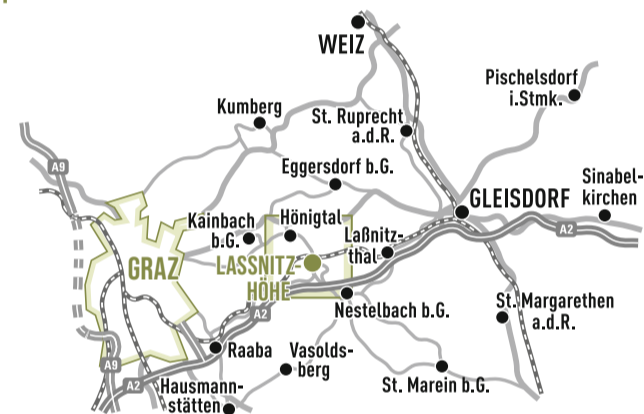 WEIZ
Pischelsdorf
i.Stmk.
Kumberg
St. Ruprecht
a.d.R.
A9
Eggersdorf b.G.
Sinabel-
kirchen
GLEISDORF
Kainbach
b.G.
Hönigtal
Laßnitz-
thal
A2
GRAZ
LASSNITZ-
HÖHE
Nestelbach b.G.
St. Margarethen
a.d.R.
A2
Raaba
Vasolds-
berg
A9
A2
Hausmann-
stätten
St. Marein b.G.